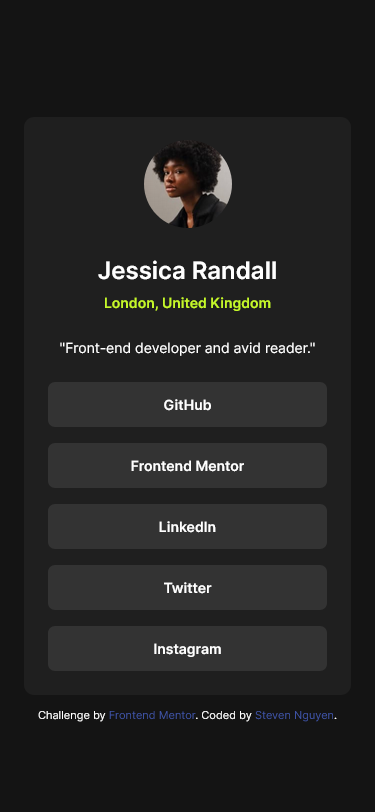 Jessica Randall
London, United Kingdom
"Front-end developer and avid reader."
GitHub
Frontend Mentor
LinkedIn
Twitter
Instagram
Challenge by Frontend Mentor. Coded by Steven Nguyen.